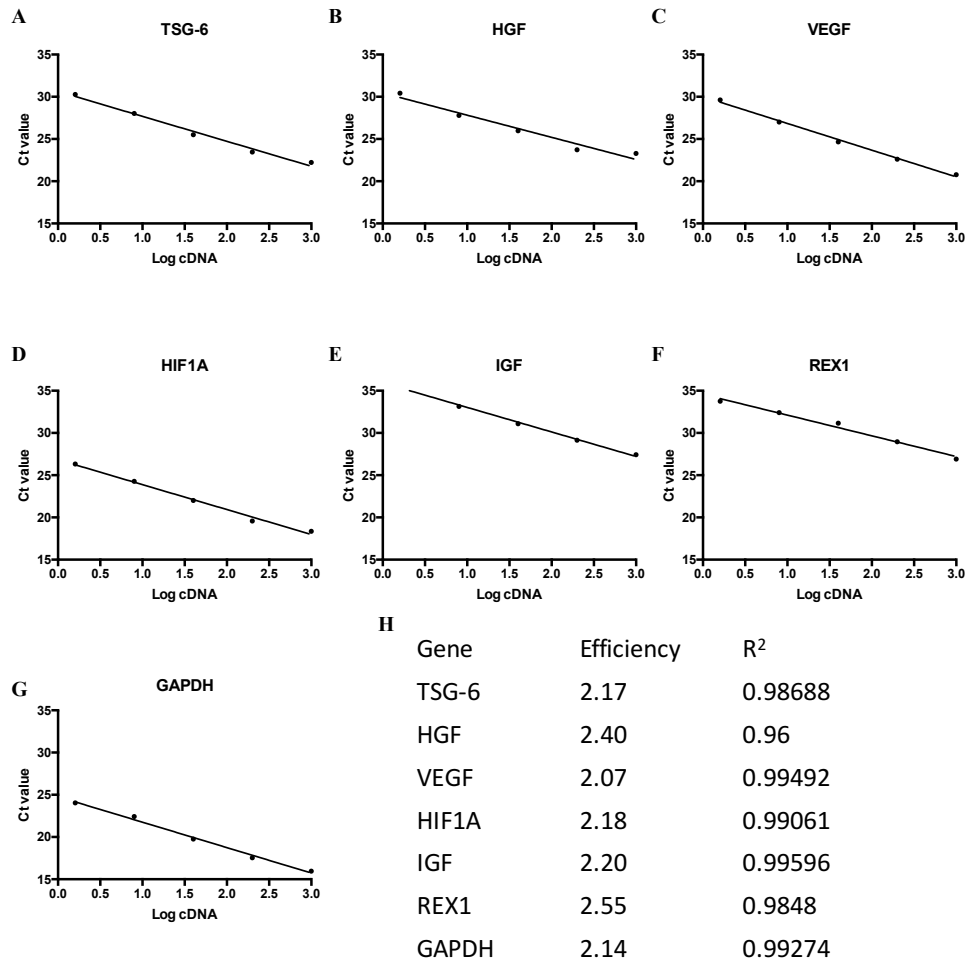 A
TSG-6
35
30
25
20
15
Ct value
0.0 0.5 1.0 1.5 2.0 2.5 3.0
Log cDNA
B
HGF
35
30
25
20
15
Ct value
0.0 0.5 1.0 1.5 2.0 2.5 3.0
Log cDNA
C
VEGF
35
30
25
20
15
Ct value
0.0 0.5 1.0 1.5 2.0 2.5 3.0
Log cDNA
D
HIF1A
35
30
25
20
15
Ct value
0.0 0.5 1.0 1.5 2.0 2.5 3.0
Log cDNA
E
IGF
35
30
25
20
15
Ct value
0.0 0.5 1.0 1.5 2.0 2.5 3.0
Log cDNA
F
REX1
35
30
25
20
15
Ct value
0.0 0.5 1.0 1.5 2.0 2.5 3.0
Log cDNA
G
GAPDH
35
30
25
20
15
Ct value
0.0 0.5 1.0 1.5 2.0 2.5 3.0
Log cDNA
H
Gene Efficiency R²
TSG-6 2.17 0.98688
HGF 2.40 0.96
VEGF 2.07 0.99492
HIF1A 2.18 0.99061
IGF 2.20 0.99596
REX1 2.55 0.9848
GAPDH 2.14 0.99274